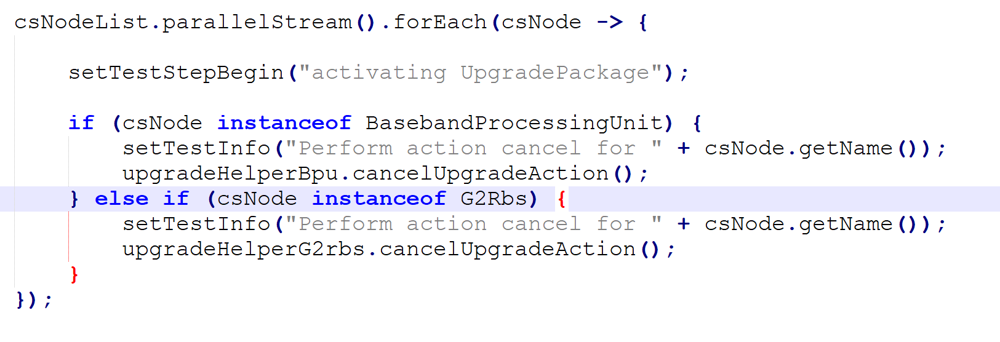 csNodeList.parallelStream().forEach(csNode -> {
setTestStepBegin("activating UpgradePackage");
if (csNode instanceof BasebandProcessingUnit) {
setTestInfo("Perform action cancel for " + csNode.getName());
upgradeHelperBpu.cancelUpgradeAction();
} else if (csNode instanceof G2Rbs) {
setTestInfo("Perform action cancel for " + csNode.getName());
upgradeHelperG2rbs.cancelUpgradeAction();
}
});